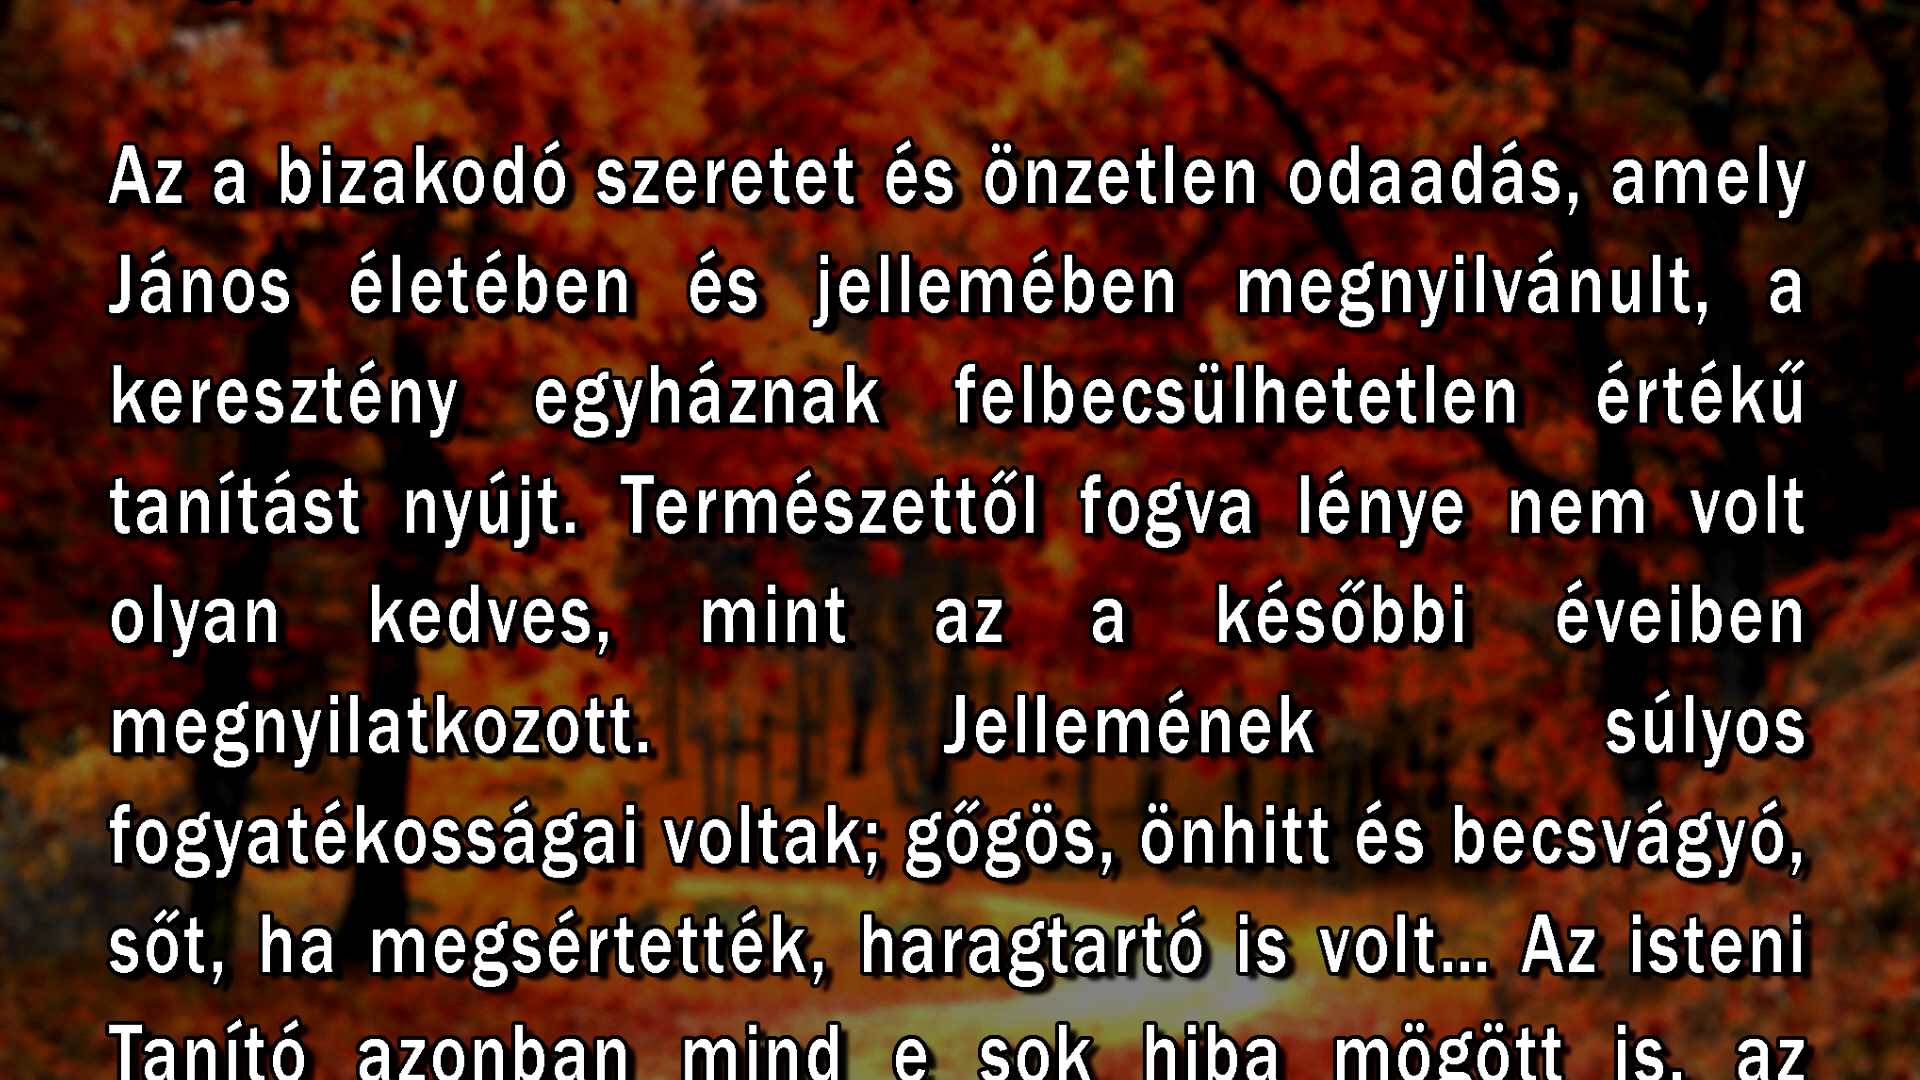 Az a bizakodó szeretet és önzetlen odaadás, amely
János életében és jellemében megnyilvánult, a
keresztény egyháznak felbecsülhetetlen értékű
tanítást nyújt. Természettől fogva lénye nem volt
olyan kedves, mint az a későbbi éveiben
megnyilatkozott. Jellemének súlyos
fogyatékosságai voltak; gőgös, önhitt és becsvágyó,
sőt, ha megsértették, haragtartó is volt... Az isteni
Tanító azonban mind e sok hiba mögött is, az